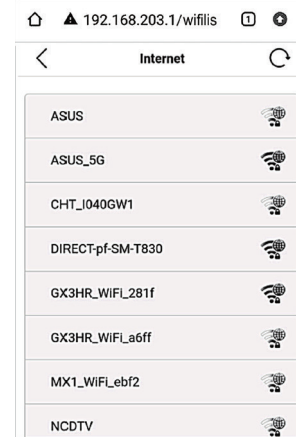 192.168.203.1/wifilis 1
Internet
ASUS
ASUS_5G
CHT_I040GW1
DIRECT-pf-SM-T830
GX3HR_WiFi_281f
GX3HR_WiFi_a6ff
MX1_WiFi_ebf2
NCDTV